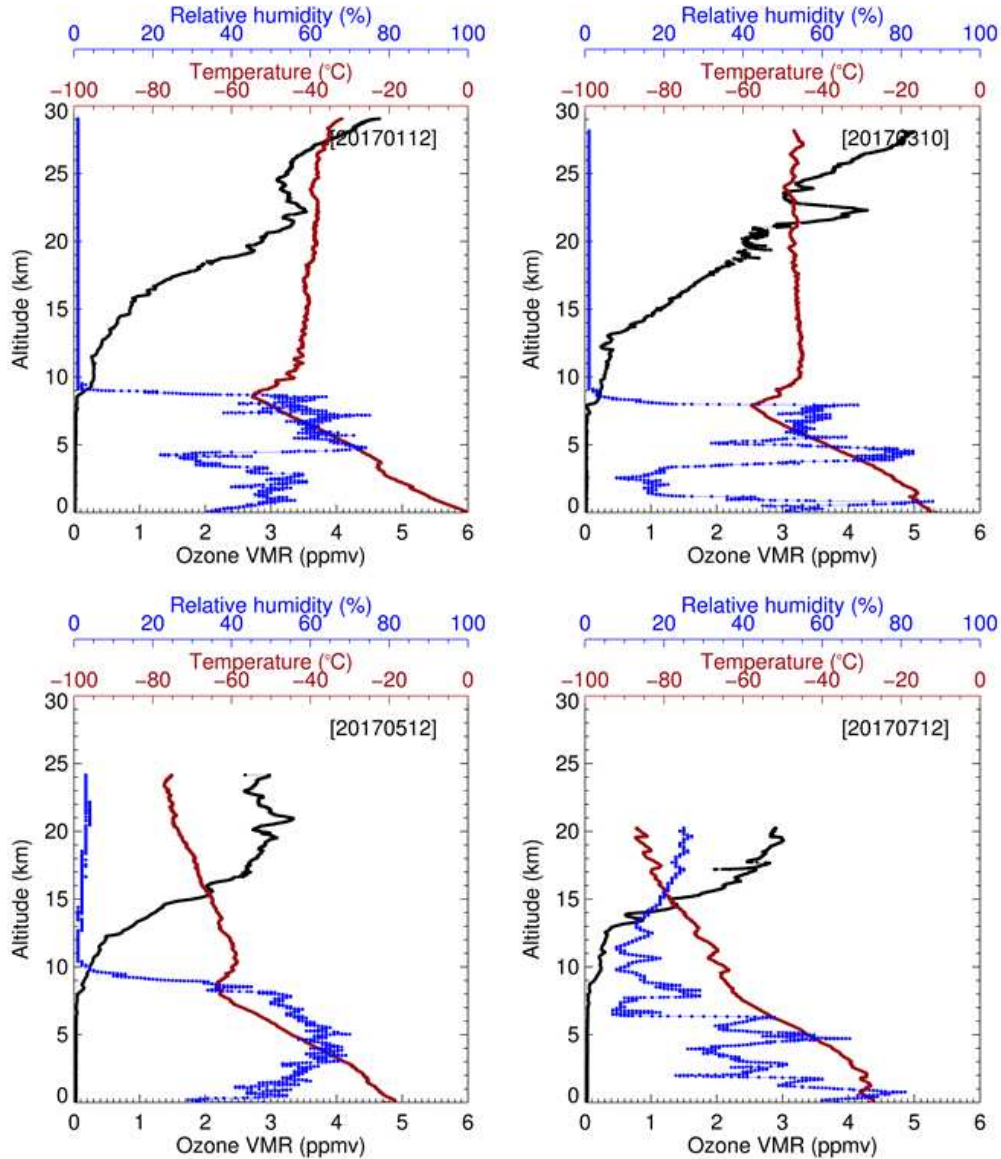 Relative humidity (%)
0 20 40 60 80 100
Temperature (°C)
−100 −80 −60 −40 −20 0
[20170112]
Altitude (km)
30
25
20
15
10
5
0
0 1 2 3 4 5 6
Ozone VMR (ppmv)
Relative humidity (%)
0 20 40 60 80 100
Temperature (°C)
−100 −80 −60 −40 −20 0
[20170310]
Altitude (km)
30
25
20
15
10
5
0
0 1 2 3 4 5 6
Ozone VMR (ppmv)
Relative humidity (%)
0 20 40 60 80 100
Temperature (°C)
−100 −80 −60 −40 −20 0
[20170512]
Altitude (km)
30
25
20
15
10
5
0
0 1 2 3 4 5 6
Ozone VMR (ppmv)
Relative humidity (%)
0 20 40 60 80 100
Temperature (°C)
−100 −80 −60 −40 −20 0
[20170712]
Altitude (km)
30
25
20
15
10
5
0
0 1 2 3 4 5 6
Ozone VMR (ppmv)